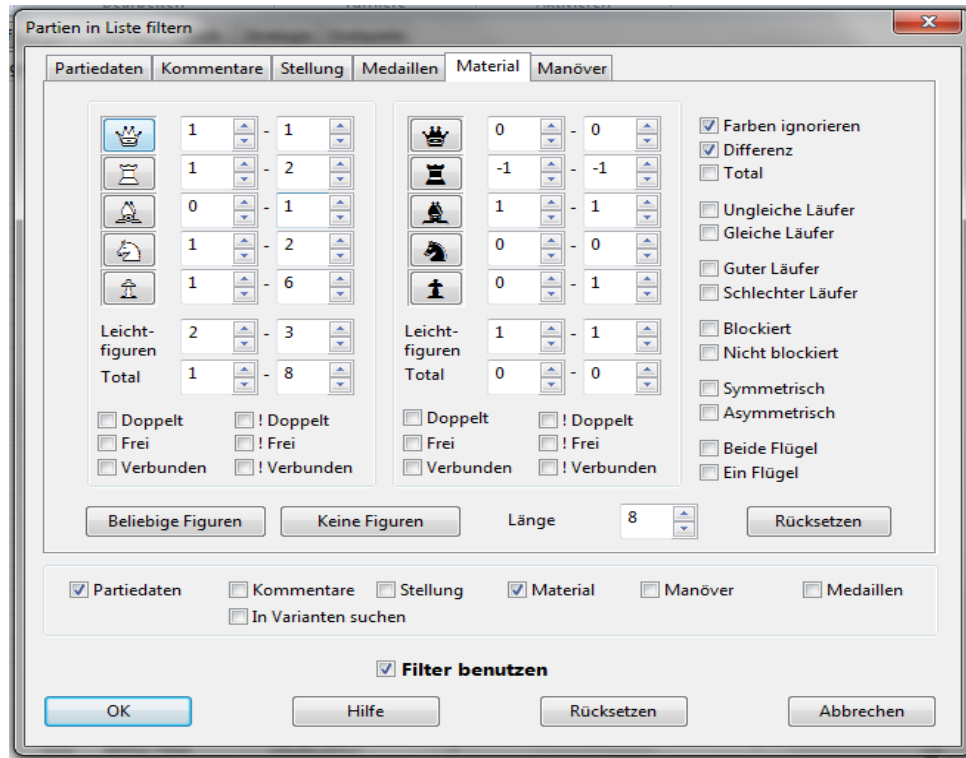 Partien in Liste filtern
Partiedaten Kommentare Stellung Medaillen Material Manöver
1 - 1 0 - 0
1 - 2 -1 - -1
0 - 1 1 - 1
1 - 2 0 - 0
1 - 6 0 - 1
Leicht-
figuren 2 - 3
Total 1 - 8
Doppelt ! Doppelt
Frei ! Frei
Verbunden ! Verbunden
Leicht-
figuren 1 - 1
Total 0 - 0
Doppelt ! Doppelt
Frei ! Frei
Verbunden ! Verbunden
Farben ignorieren
Differenz
Total
Ungleiche Läufer
Gleiche Läufer
Guter Läufer
Schlechter Läufer
Blockiert
Nicht blockiert
Symmetrisch
Asymmetrisch
Beide Flügel
Ein Flügel
Beliebige Figuren Keine Figuren Länge 8 Rücksetzen
Partiedaten Kommentare Stellung Material Manöver Medaillen
In Varianten suchen
Filter benutzen
OK Hilfe Rücksetzen Abbrechen